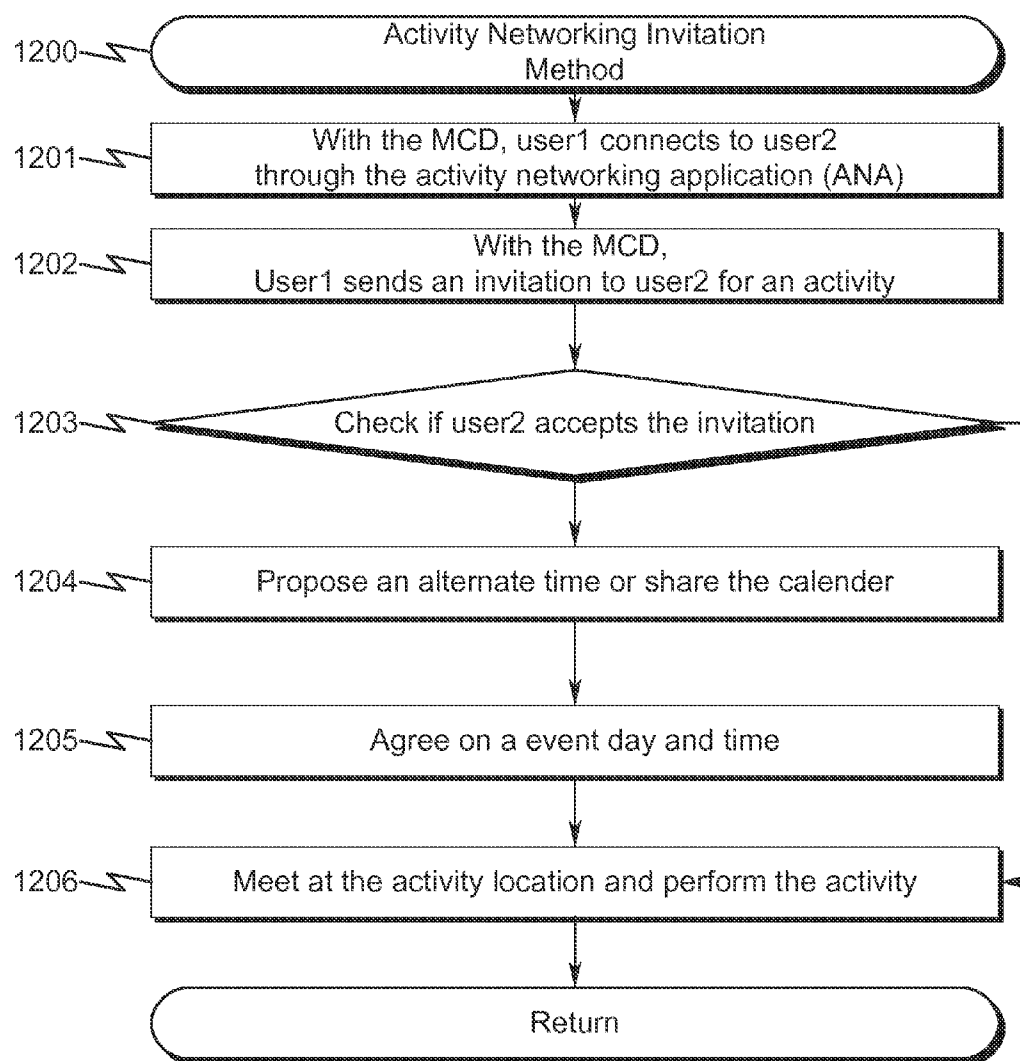 1200
Activity Networking Invitation
Method
1201
With the MCD, user1 connects to user2
through the activity networking application (ANA)
1202
With the MCD,
User1 sends an invitation to user2 for an activity
1203
Check if user2 accepts the invitation
1204
Propose an alternate time or share the calender
1205
Agree on a event day and time
1206
Meet at the activity location and perform the activity
Return